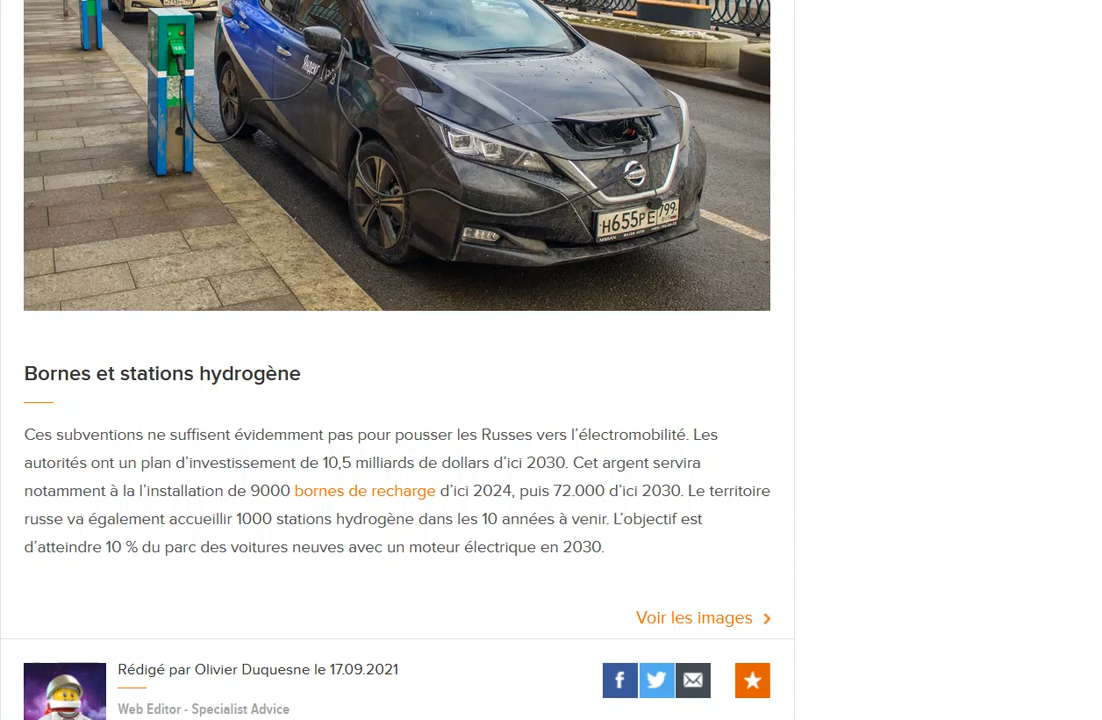 Яндекс
NISSAN
Н655РЕ 799
Bornes et stations hydrogène
Ces subventions ne suffisent évidemment pas pour pousser les Russes vers l’électromobilité. Les
autorités ont un plan d’investissement de 10,5 milliards de dollars d’ici 2030. Cet argent servira
notamment à la l’installation de 9000 bornes de recharge d’ici 2024, puis 72.000 d’ici 2030. Le territoire
russe va également accueillir 1000 stations hydrogène dans les 10 années à venir. L’objectif est
d’atteindre 10 % du parc des voitures neuves avec un moteur électrique en 2030.
Voir les images
Rédigé par Olivier Duquesne le 17.09.2021
Web Editor - Specialist Advice